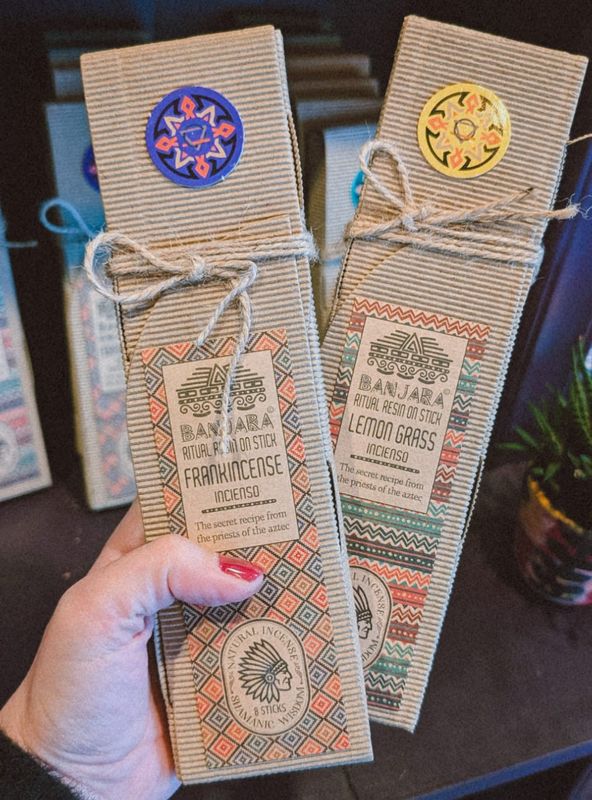 BANJARA©
RITUAL RESIN ON STICK
FRANKINCENSE
INCIENSO
The secret recipe from
the priests of the aztec
NATURAL INCENSE
8 STICKS
SHAMANIC WISDOM
BANJARA
RITUAL RESIN ON STICK
LEMON GRASS
INCIENSO
The secret recipe from
the priests of the aztec
INCENSE